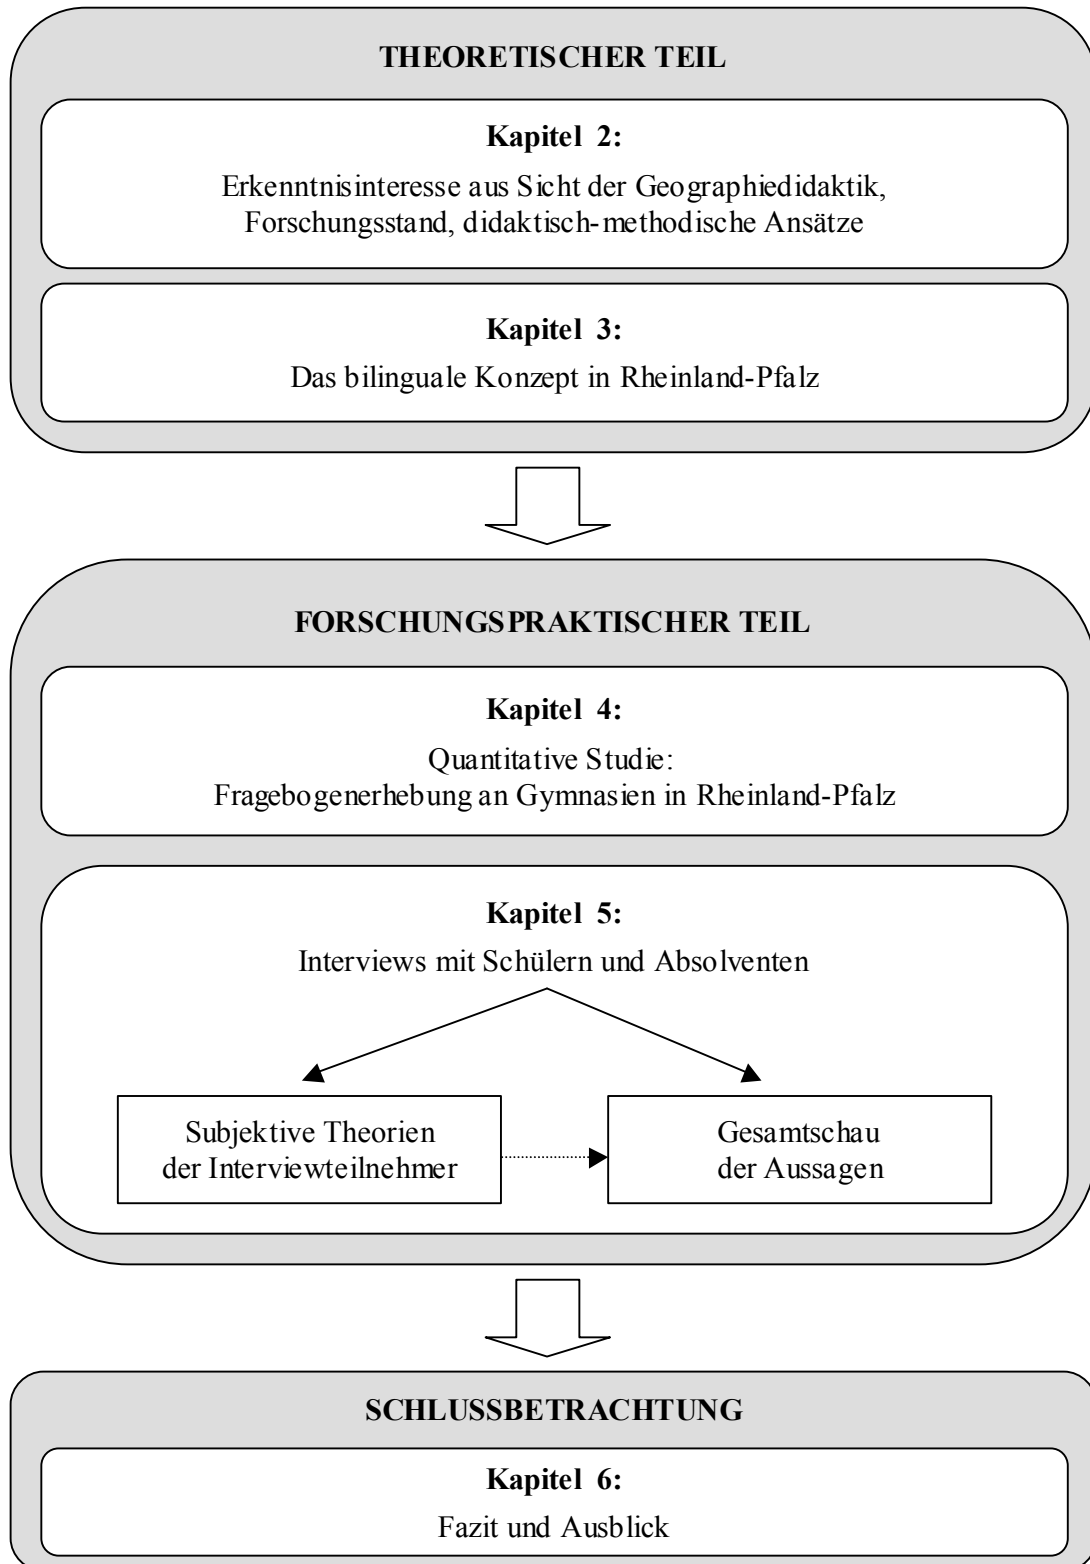 THEORETISCHER TEIL
Kapitel 2:
Erkenntnisinteresse aus Sicht der Geographiedidaktik,
Forschungsstand, didaktisch-methodische Ansätze
Kapitel 3:
Das bilinguale Konzept in Rheinland-Pfalz
FORSCHUNGSPRAKTISCHER TEIL
Kapitel 4:
Quantitative Studie:
Fragebogenerhebung an Gymnasien in Rheinland-Pfalz
Kapitel 5:
Interviews mit Schülern und Absolventen
Subjektive Theorien
der Interviewteilnehmer
Gesamtschau
der Aussagen
SCHLUSSBETRACHTUNG
Kapitel 6:
Fazit und Ausblick